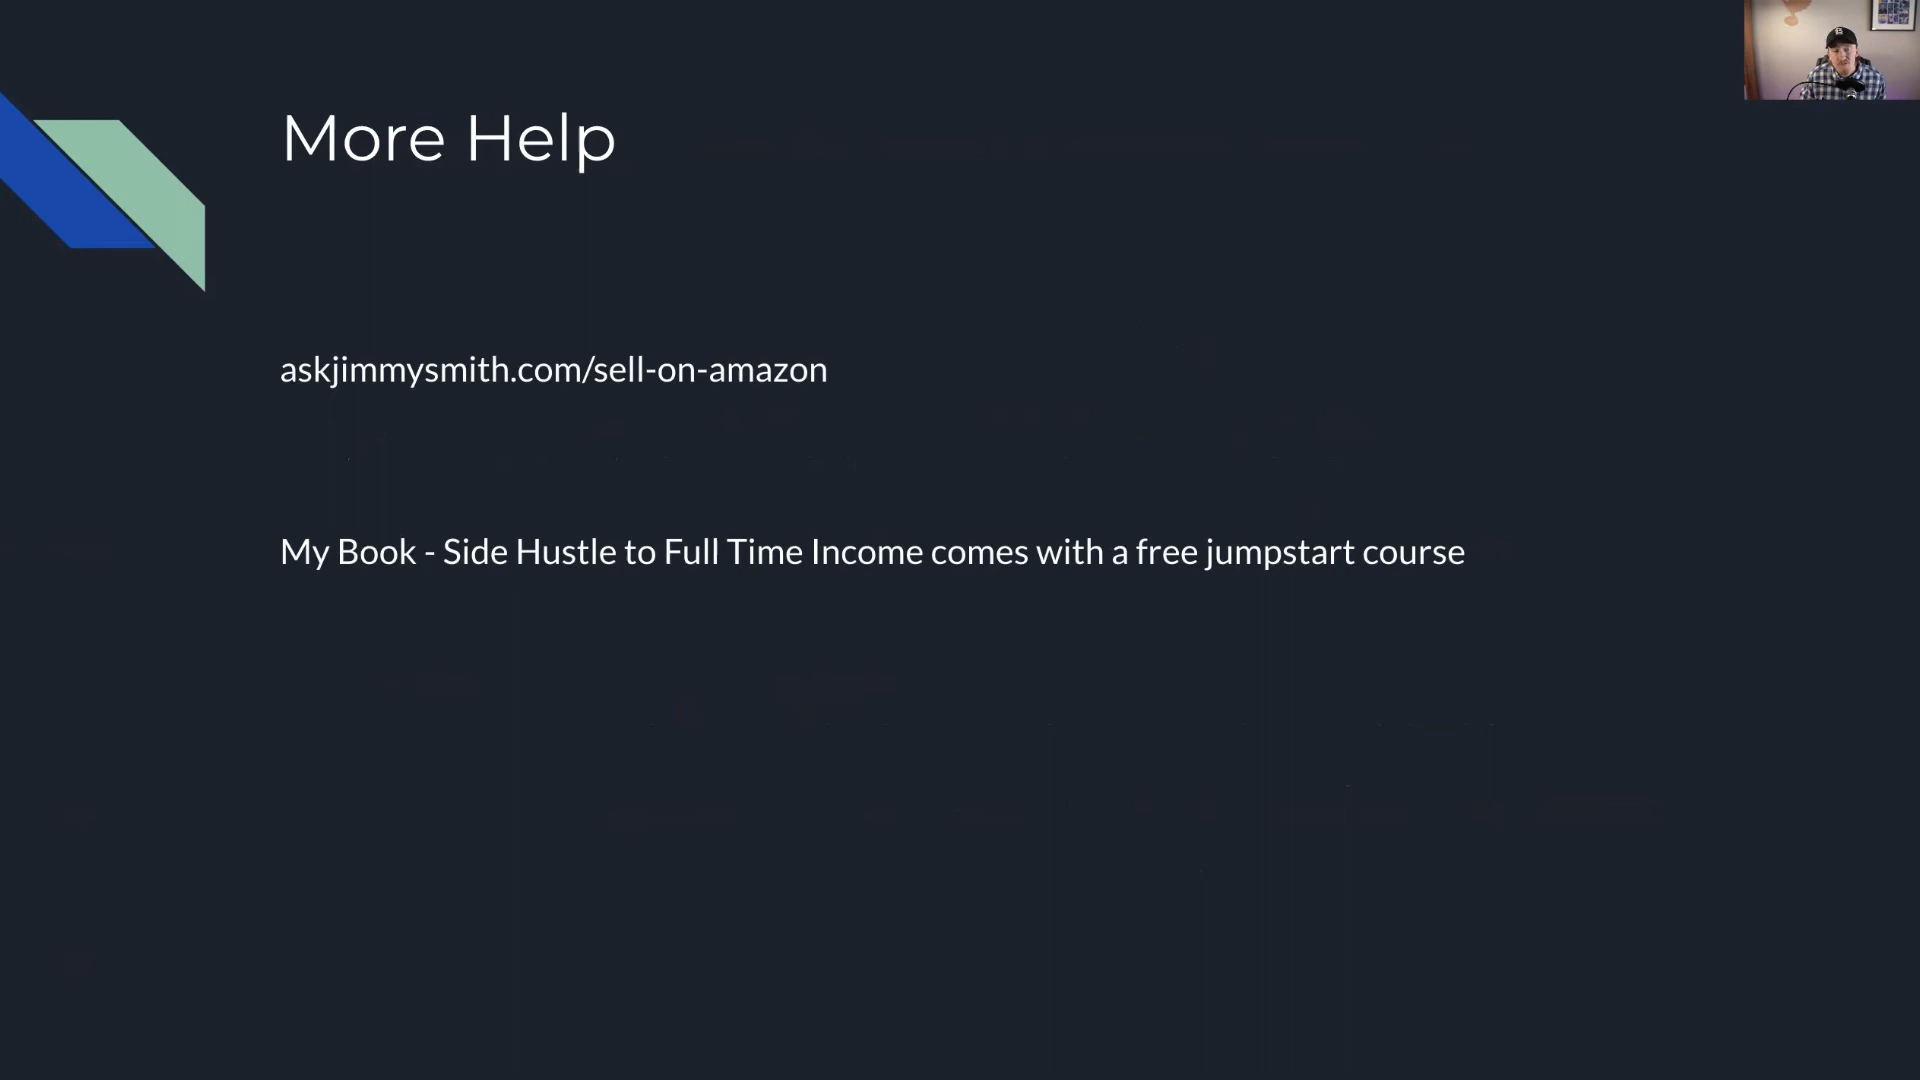 More Help
askjimmysmith.com/sell-on-amazon
My Book - Side Hustle to Full Time Income comes with a free jumpstart course